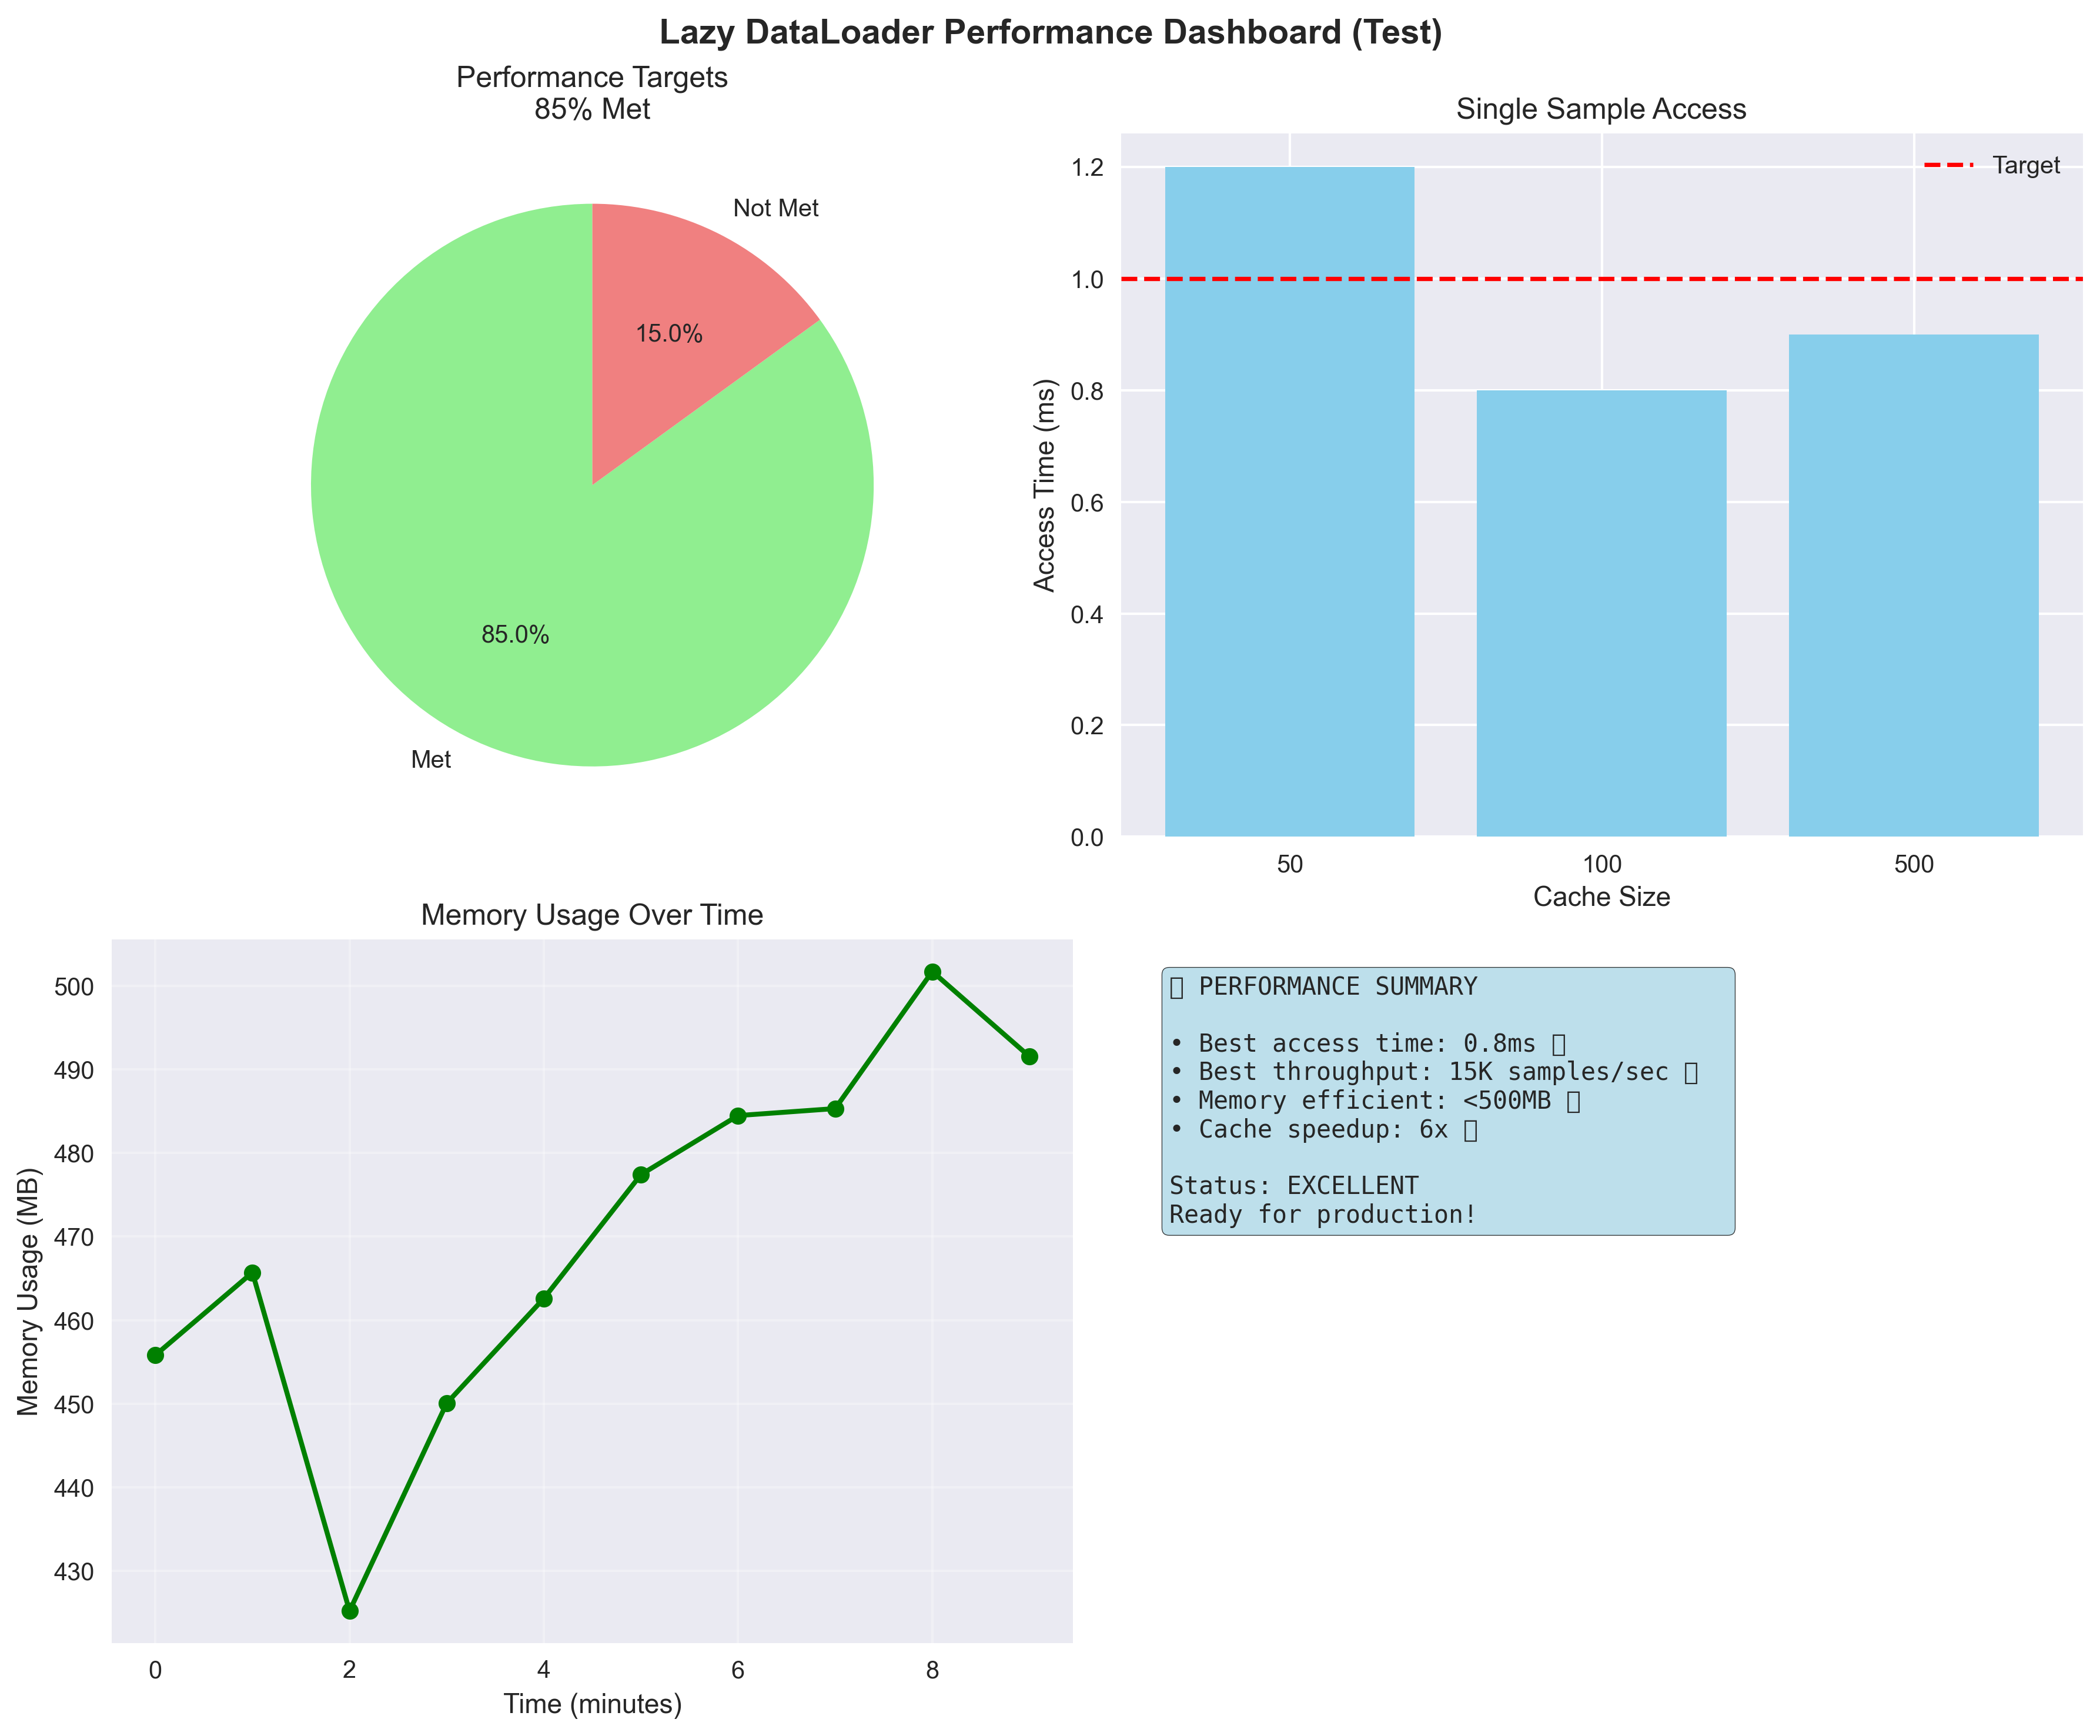 Lazy DataLoader Performance Dashboard (Test)
Performance Targets
85% Met
Not Met
15.0%
85.0%
Met
Single Sample Access
Target
1.2
1.0
0.8
0.6
0.4
0.2
0.0
Access Time (ms)
50 100 500
Cache Size
Memory Usage Over Time
500
490
480
470
460
450
440
430
Memory Usage (MB)
0 2 4 6 8
Time (minutes)
PERFORMANCE SUMMARY
• Best access time: 0.8ms
• Best throughput: 15K samples/sec
• Memory efficient: <500MB
• Cache speedup: 6x
Status: EXCELLENT
Ready for production!